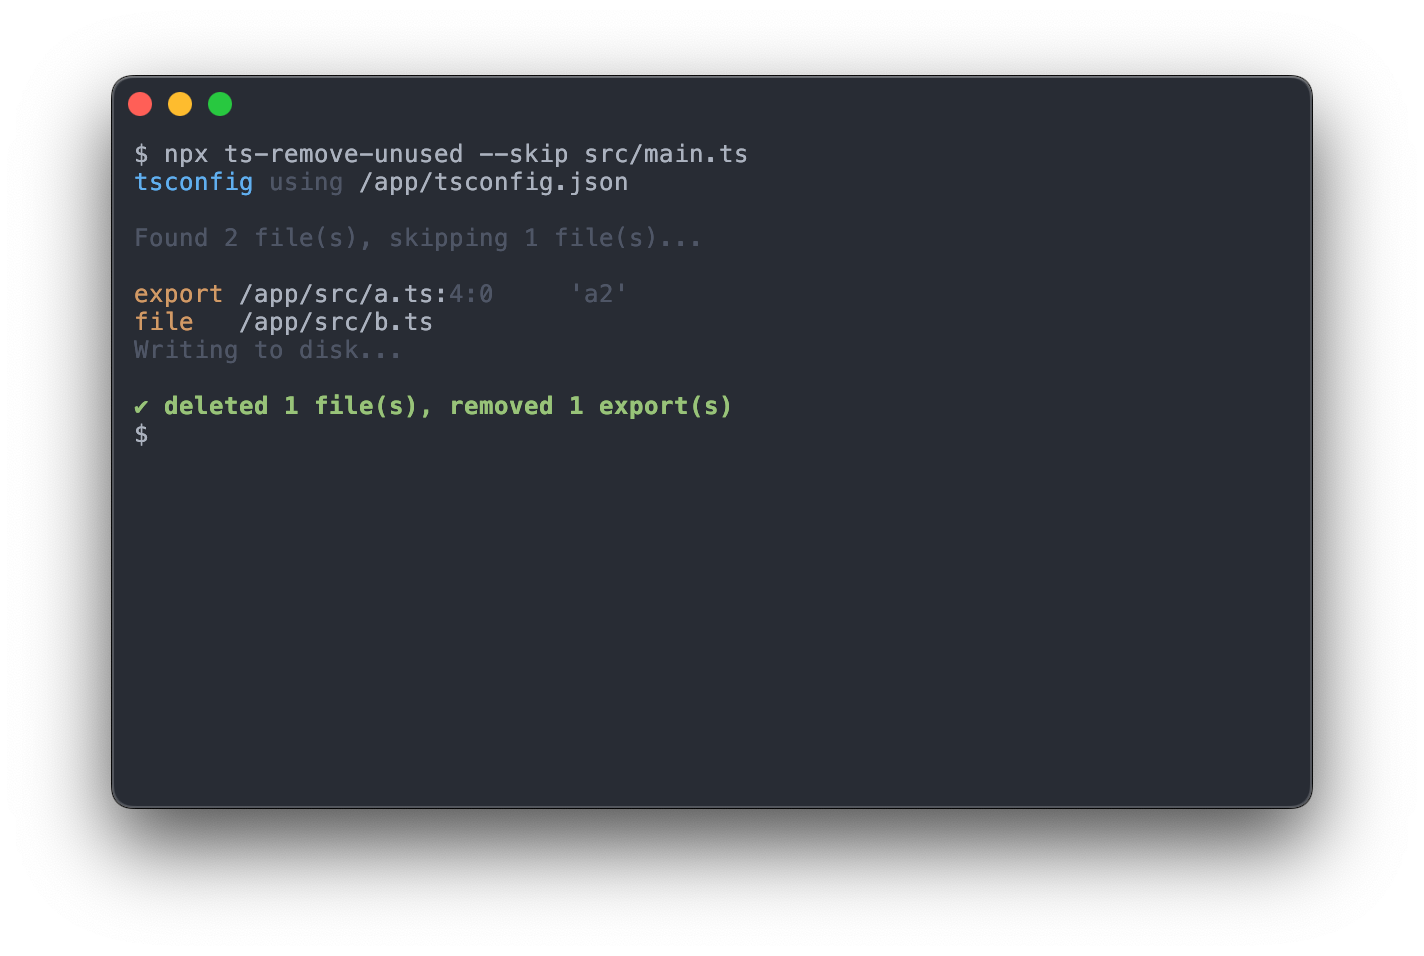 $ npx ts-remove-unused --skip src/main.ts
tsconfig using /app/tsconfig.json
Found 2 file(s), skipping 1 file(s)...
export /app/src/a.ts:4:0     'a2'
file   /app/src/b.ts
Writing to disk...
✔ deleted 1 file(s), removed 1 export(s)
$